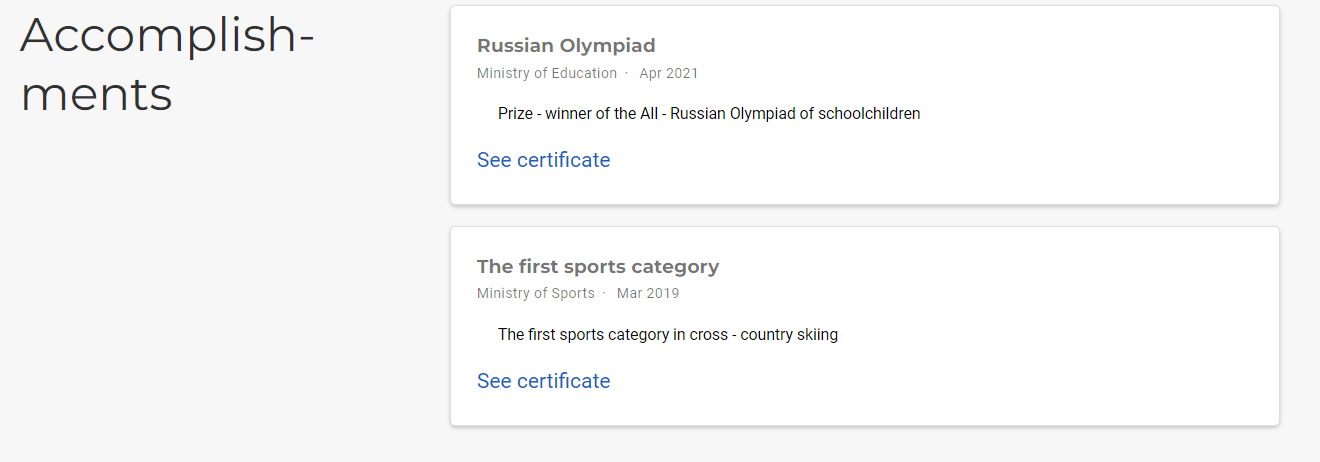 Accomplish-
ments
Russian Olympiad
Ministry of Education · Apr 2021
Prize - winner of the All - Russian Olympiad of schoolchildren
See certificate
The first sports category
Ministry of Sports · Mar 2019
The first sports category in cross - country skiing
See certificate